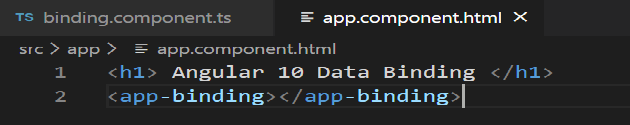 TS binding.component.ts app.component.html ×
src > app > app.component.html
1 <h1> Angular 10 Data Binding </h1>
2 <app-binding></app-binding>